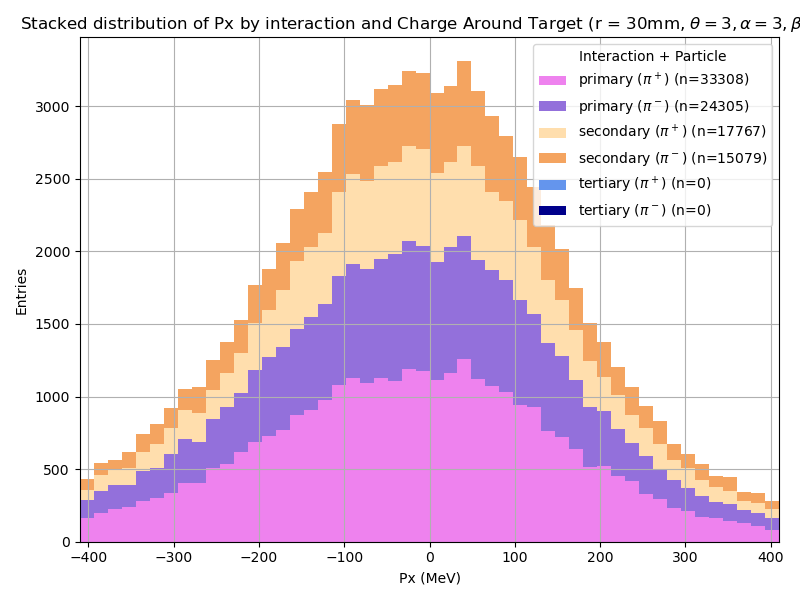 Stacked distribution of Px by interaction and Charge Around Target (r = 30mm, θ = 3, α = 3, β
Interaction + Particle
primary (π⁺) (n=33308)
primary (π⁻) (n=24305)
secondary (π⁺) (n=17767)
secondary (π⁻) (n=15079)
tertiary (π⁺) (n=0)
tertiary (π⁻) (n=0)
Entries
3000
2500
2000
1500
1000
500
0
−400
−300
−200
−100
0
100
200
300
400
Px (MeV)